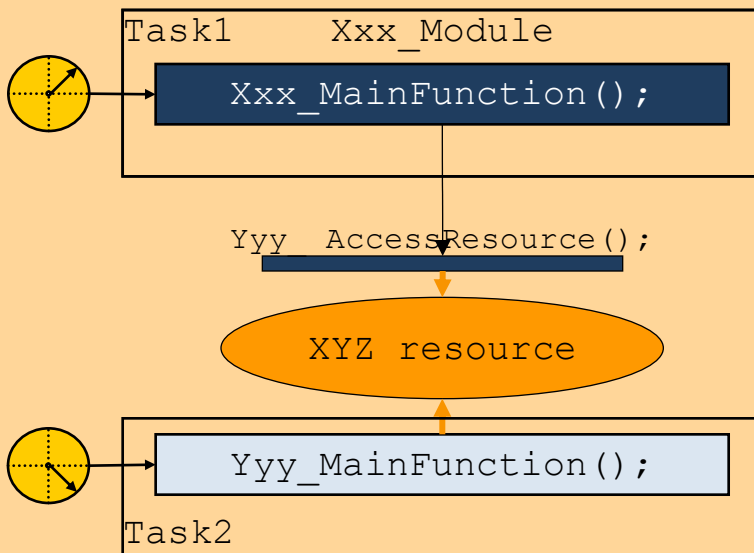 Task1 Xxx_Module
Xxx_MainFunction();
Yyy_ AccessResource();
XYZ resource
Yyy_MainFunction();
Task2